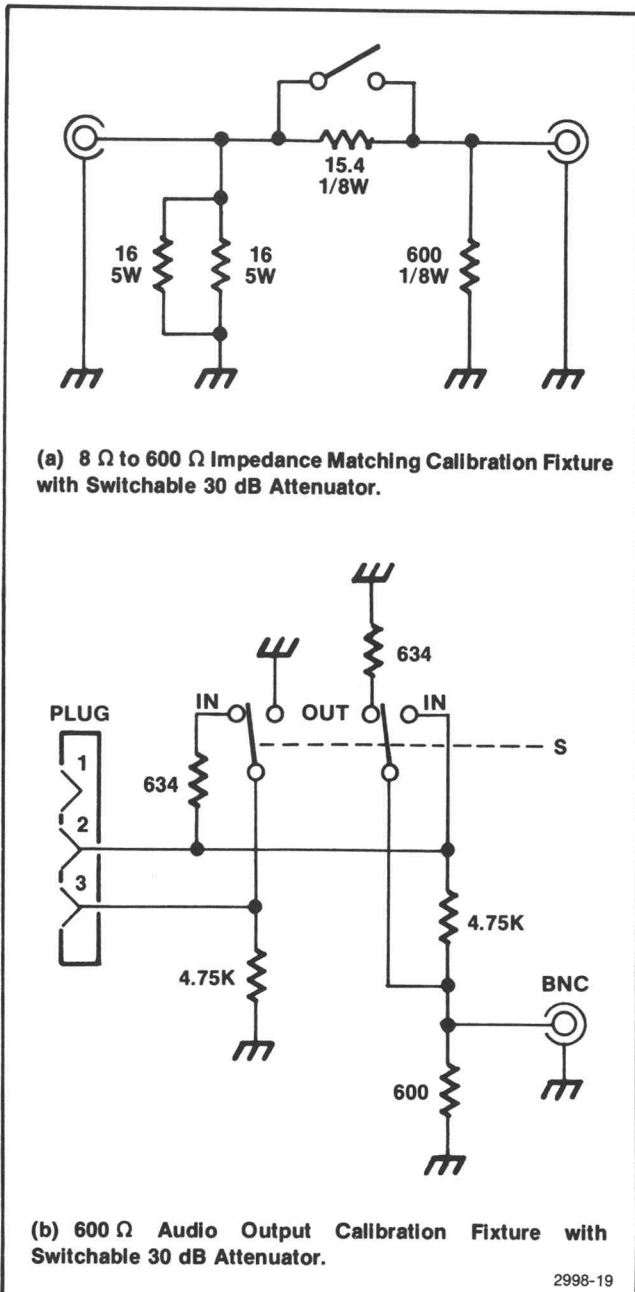 15.4
1/8W
16
5W
16
5W
600
1/8W
(a) 8 Ω to 600 Ω Impedance Matching Calibration Fixture
with Switchable 30 dB Attenuator.
634
IN
OUT
IN
PLUG
S
1
634
2
3
4.75K
4.75K
BNC
600
(b) 600 Ω Audio Output Calibration Fixture with
Switchable 30 dB Attenuator.
2998-19